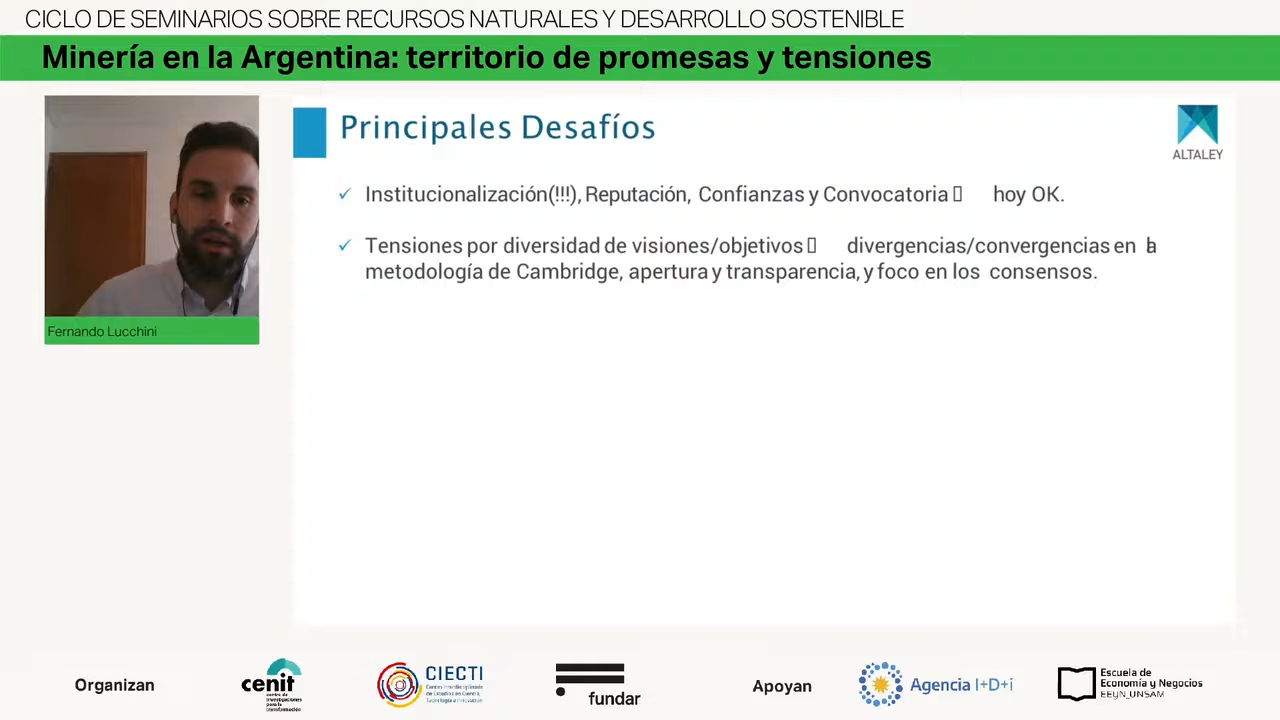 CICLO DE SEMINARIOS SOBRE RECURSOS NATURALES Y DESARROLLO SOSTENIBLE
Minería en la Argentina: territorio de promesas y tensiones
Principales Desafíos
ALTALEY
✓ Institucionalización(!!!), Reputación, Confianzas y Convocatoria hoy OK.
✓ Tensiones por diversidad de visiones/objetivos divergencias/convergencias en la
metodología de Cambridge, apertura y transparencia, y foco en los consensos.
Fernando Lucchini
Organizan
cenit
centro de
investigaciones
para la
transformación
CIECTI
Centro Interdisciplinario
de Estudios en Ciencia,
Tecnología e Innovación
fundar
Apoyan
Agencia I+D+i
Escuela de
Economía y Negocios
EEyN_UNSAM